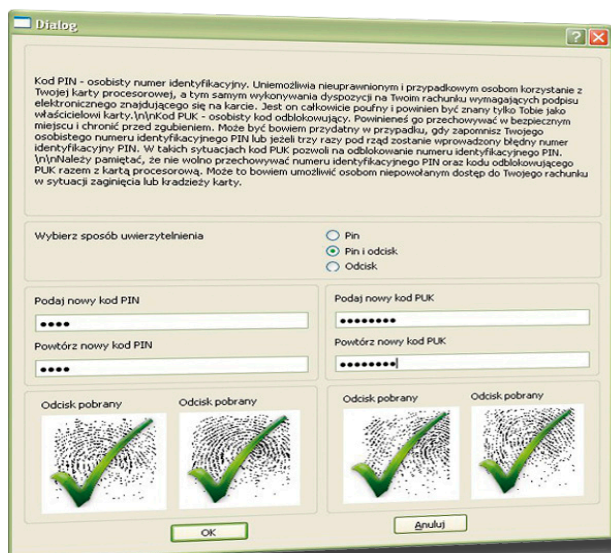 Dialog
Kod PIN - osobisty numer identyfikacyjny. Uniemożliwia nieuprawnionym i przypadkowym osobom korzystanie z
Twojej karty procesorowej, a tym samym wykonywania dyspozycji na Twoim rachunku wymagających podpisu
elektronicznego znajdującego się na karcie. Jest on całkowicie poufny i powinien być znany tylko Tobie jako
właścicielowi karty.\n\nKod PUK - osobisty kod odblokowujący. Powinieneś go przechowywać w bezpiecznym
miejscu i chronić przed zgubieniem. Może być bowiem przydatny w przypadku, gdy zapomnisz Twojego
osobistego numeru identyfikacyjnego PIN lub jeżeli trzy razy pod rząd zostanie wprowadzony błędny numer
identyfikacyjny PIN. W takich sytuacjach kod PUK pozwoli na odblokowanie numeru identyfikacyjnego PIN.
\n\nNależy pamiętać, że nie wolno przechowywać numeru identyfikacyjnego PIN oraz kodu odblokowującego
PUK razem z kartą procesorową. Może to bowiem umożliwić osobom niepowołanym dostęp do Twojego rachunku
w sytuacji zaginięcia lub kradzieży karty.
Wybierz sposób uwierzytelnienia
Pin
Pin i odcisk
Odcisk
Podaj nowy kod PIN
Powtórz nowy kod PIN
Podaj nowy kod PUK
Powtórz nowy kod PUK
Odcisk pobrany
Odcisk pobrany
Odcisk pobrany
Odcisk pobrany
OK
Anuluj